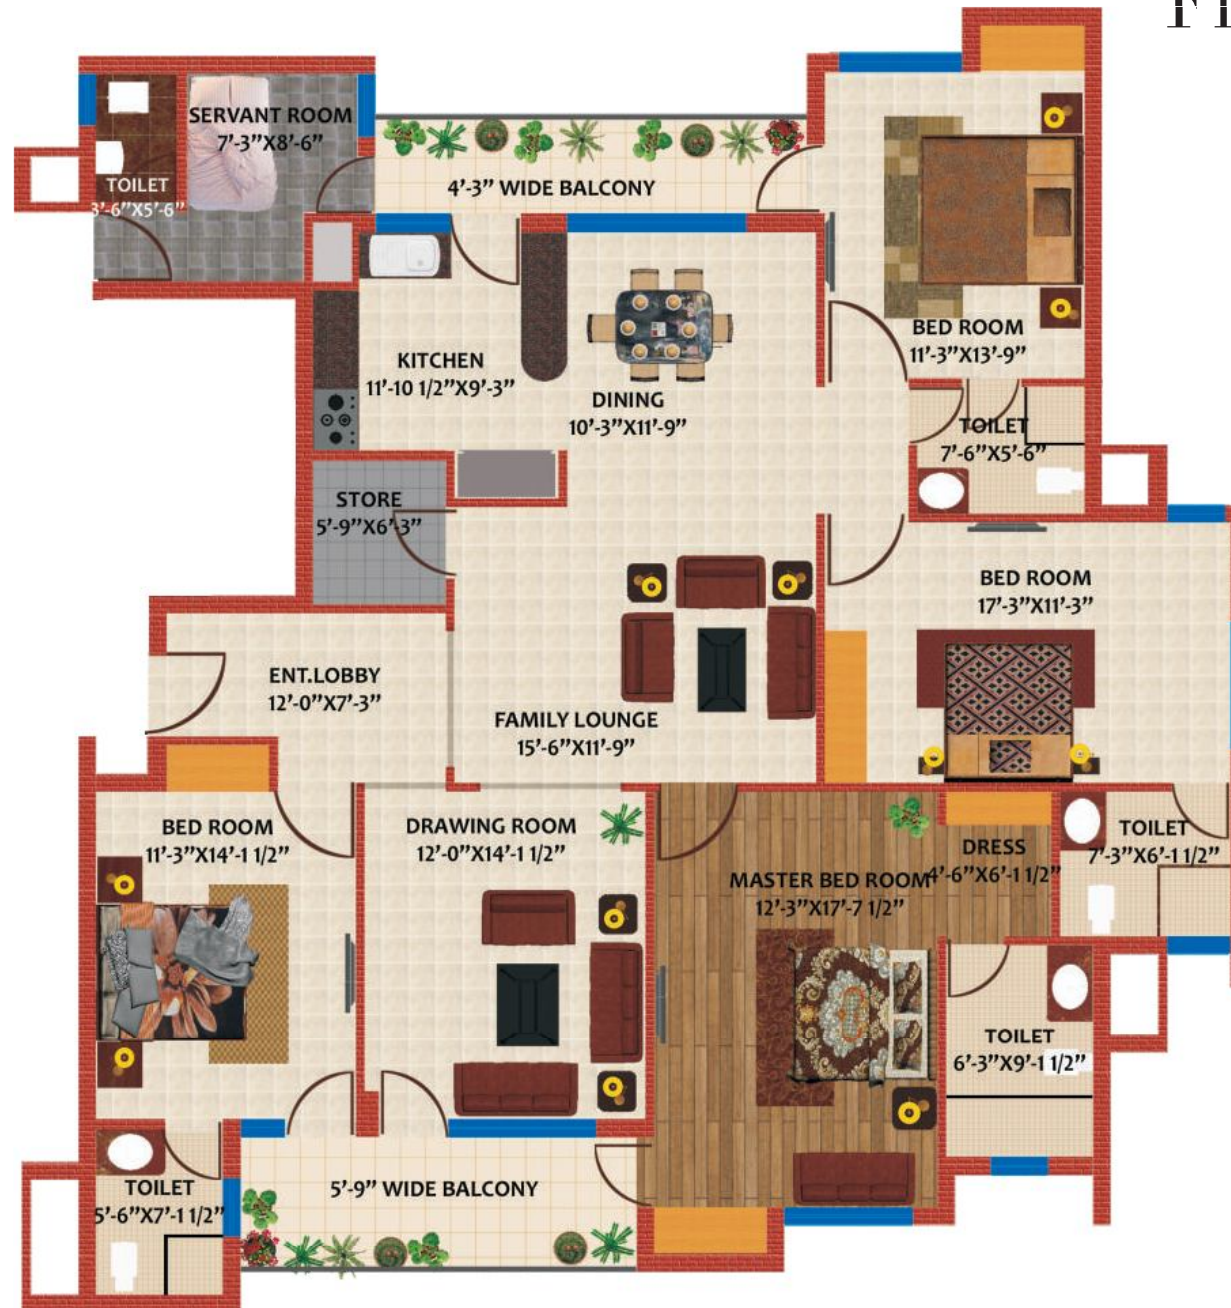 SERVANT ROOM
7'-3"X8'-6"
TOILET
3'-6"X5'-6"
4'-3" WIDE BALCONY
BED ROOM
11'-3"X13'-9"
KITCHEN
11'-10 1/2"X9'-3"
DINING
10'-3"X11'-9"
TOILET
7'-6"X5'-6"
STORE
5'-9"X6'-3"
BED ROOM
17'-3"X11'-3"
ENT.LOBBY
12'-0"X7'-3"
FAMILY LOUNGE
15'-6"X11'-9"
BED ROOM
11'-3"X14'-1 1/2"
DRAWING ROOM
12'-0"X14'-1 1/2"
MASTER BED ROOM
12'-3"X17'-7 1/2"
DRESS
4'-6"X6'-1 1/2"
TOILET
7'-3"X6'-1 1/2"
TOILET
6'-3"X9'-1 1/2"
5'-9" WIDE BALCONY
TOILET
5'-6"X7'-1 1/2"